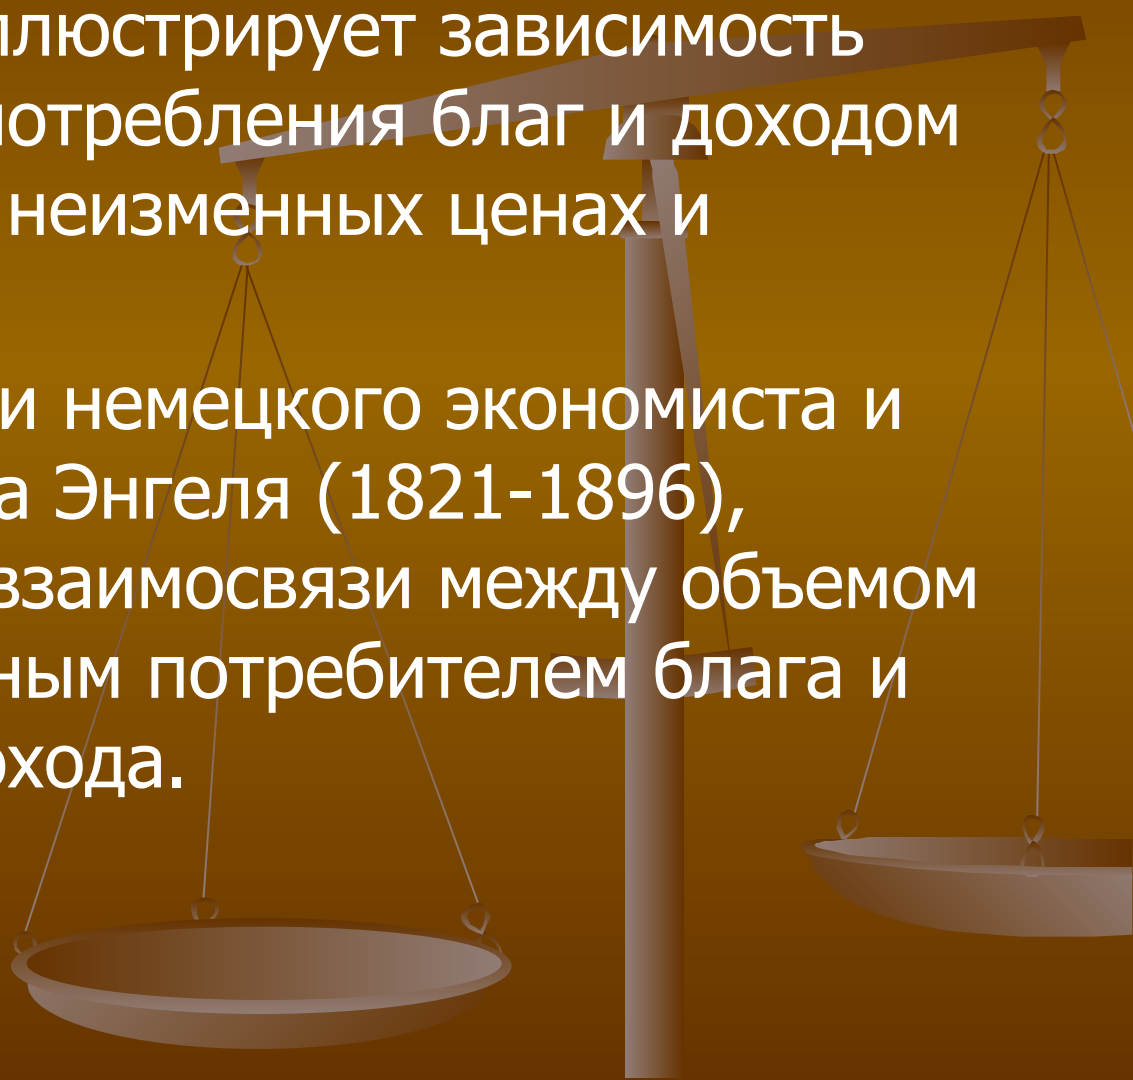 ллюстрирует зависимость
потребления благ и доходом
неизменных ценах и
и немецкого экономиста и
а Энгеля (1821-1896),
взаимосвязи между объемом
ным потребителем блага и
охода.